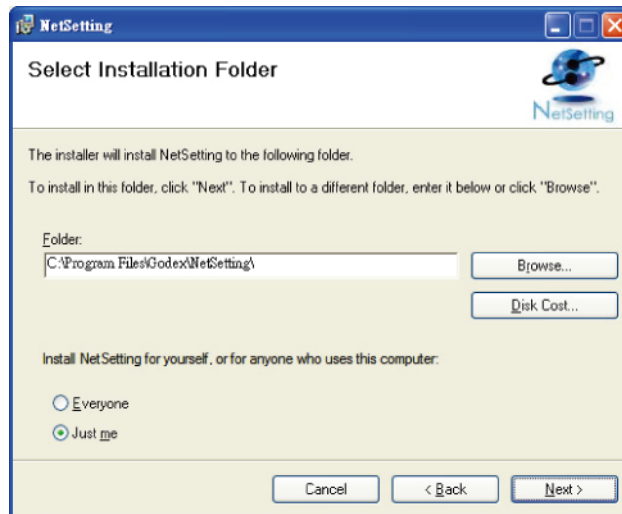 NetSetting
Select Installation Folder
NetSetting
The installer will install NetSetting to the following folder.
To install in this folder, click "Next". To install to a different folder, enter it below or click "Browse".
Folder:
C:\Program Files\Godex\NetSetting\
Browse...
Disk Cost...
Install NetSetting for yourself, or for anyone who uses this computer:
Everyone
Just me
Cancel
< Back
Next >